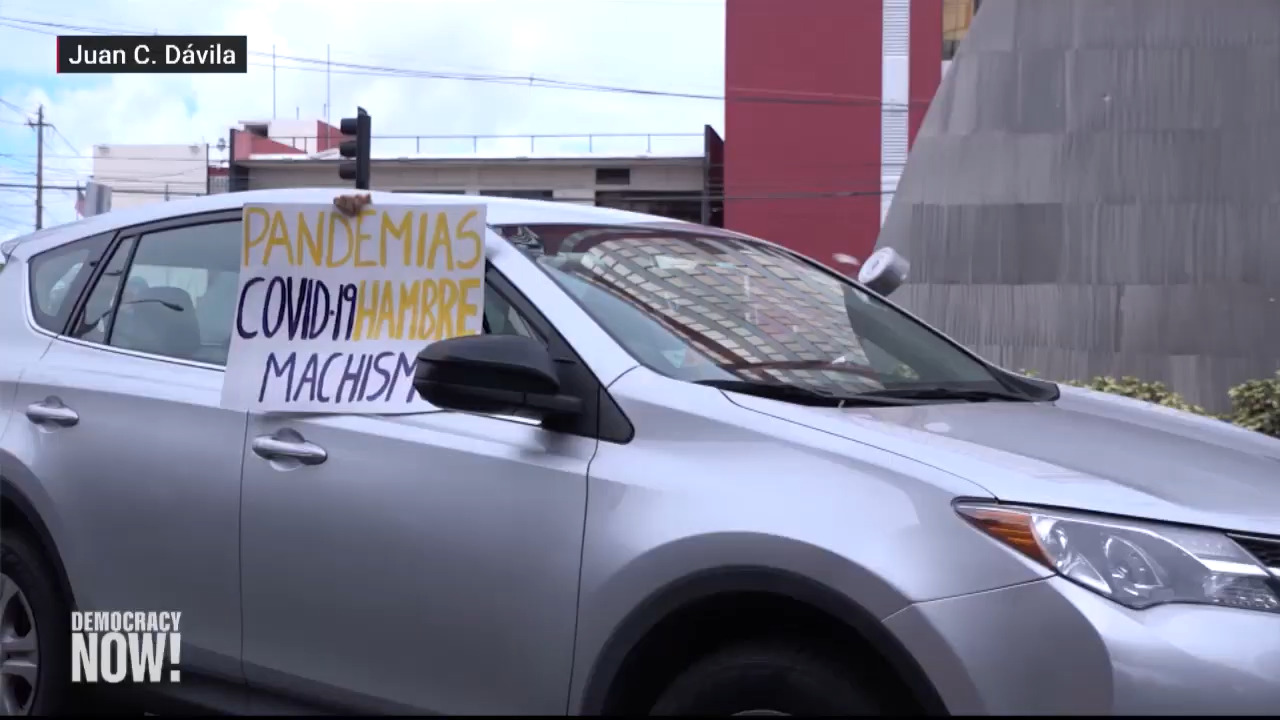 Juan C. Dávila
PANDEMIAS
COVID-19 HAMBRE
MACHISM
DEMOCRACY
NOW!